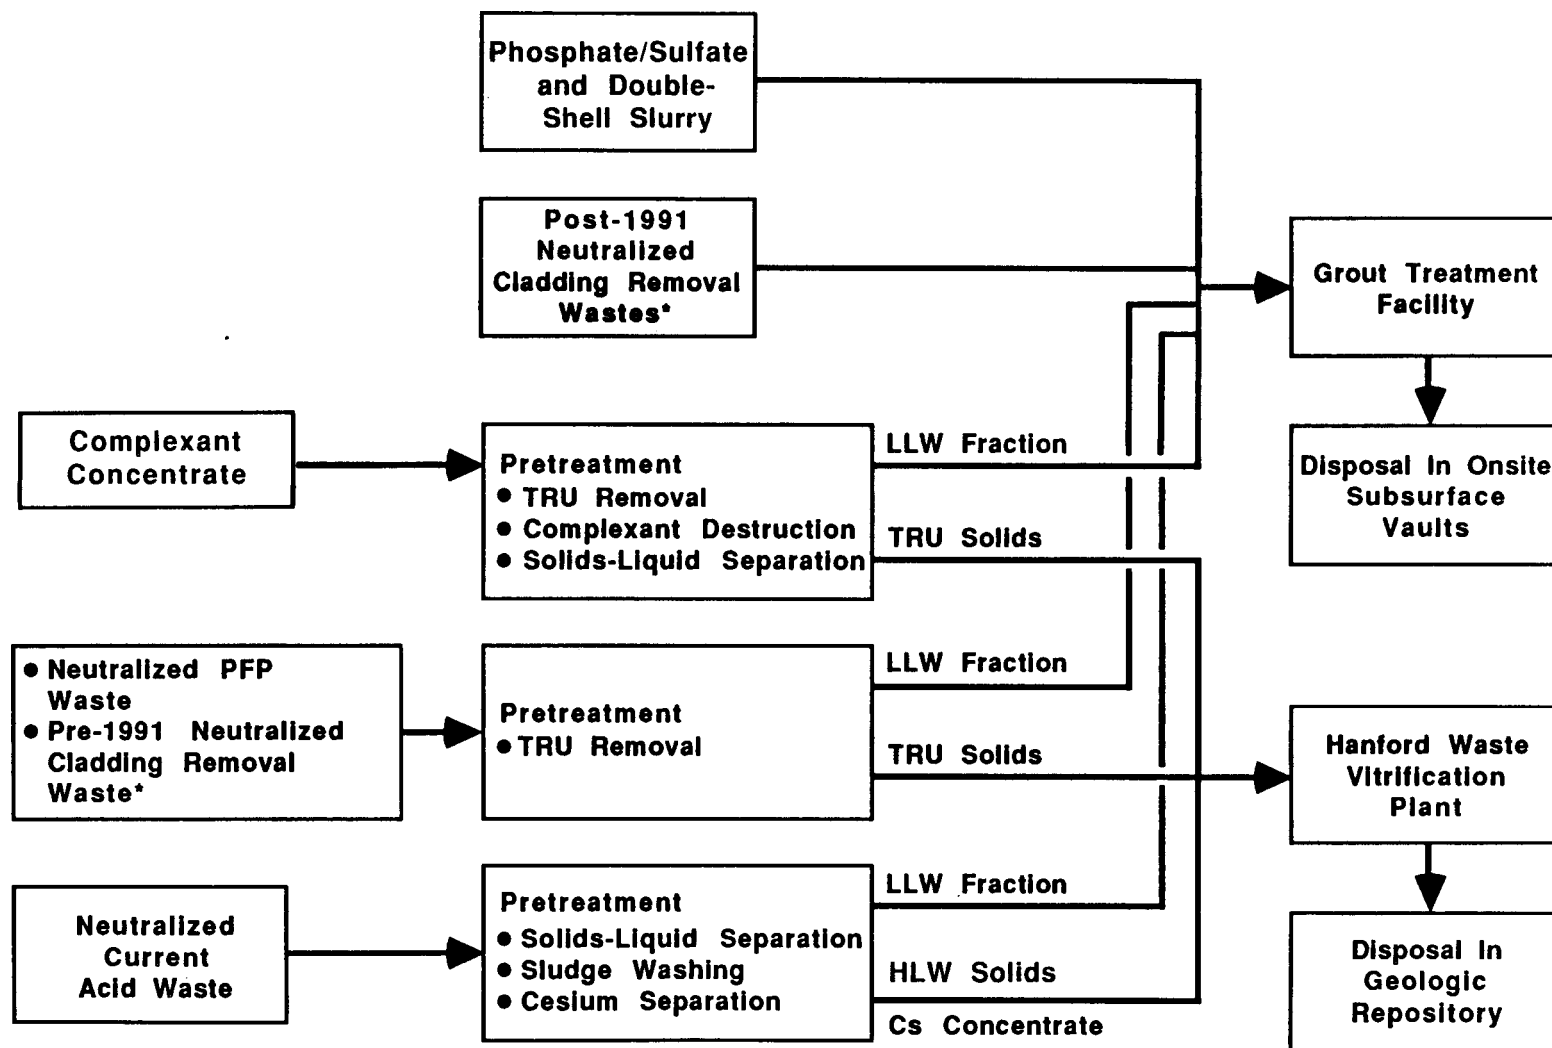 Phosphate/Sulfate
and Double-
Shell Slurry
Post-1991
Neutralized
Cladding Removal
Wastes*
Grout Treatment
Facility
Complexant
Concentrate
Pretreatment
● TRU Removal
● Complexant Destruction
● Solids-Liquid Separation
LLW Fraction
TRU Solids
Disposal In Onsite
Subsurface
Vaults
● Neutralized PFP
Waste
● Pre-1991 Neutralized
Cladding Removal
Waste*
Pretreatment
● TRU Removal
LLW Fraction
TRU Solids
Hanford Waste
Vitrification
Plant
Neutralized
Current
Acid Waste
Pretreatment
● Solids-Liquid Separation
● Sludge Washing
● Cesium Separation
LLW Fraction
HLW Solids
Cs Concentrate
Disposal In
Geologic
Repository